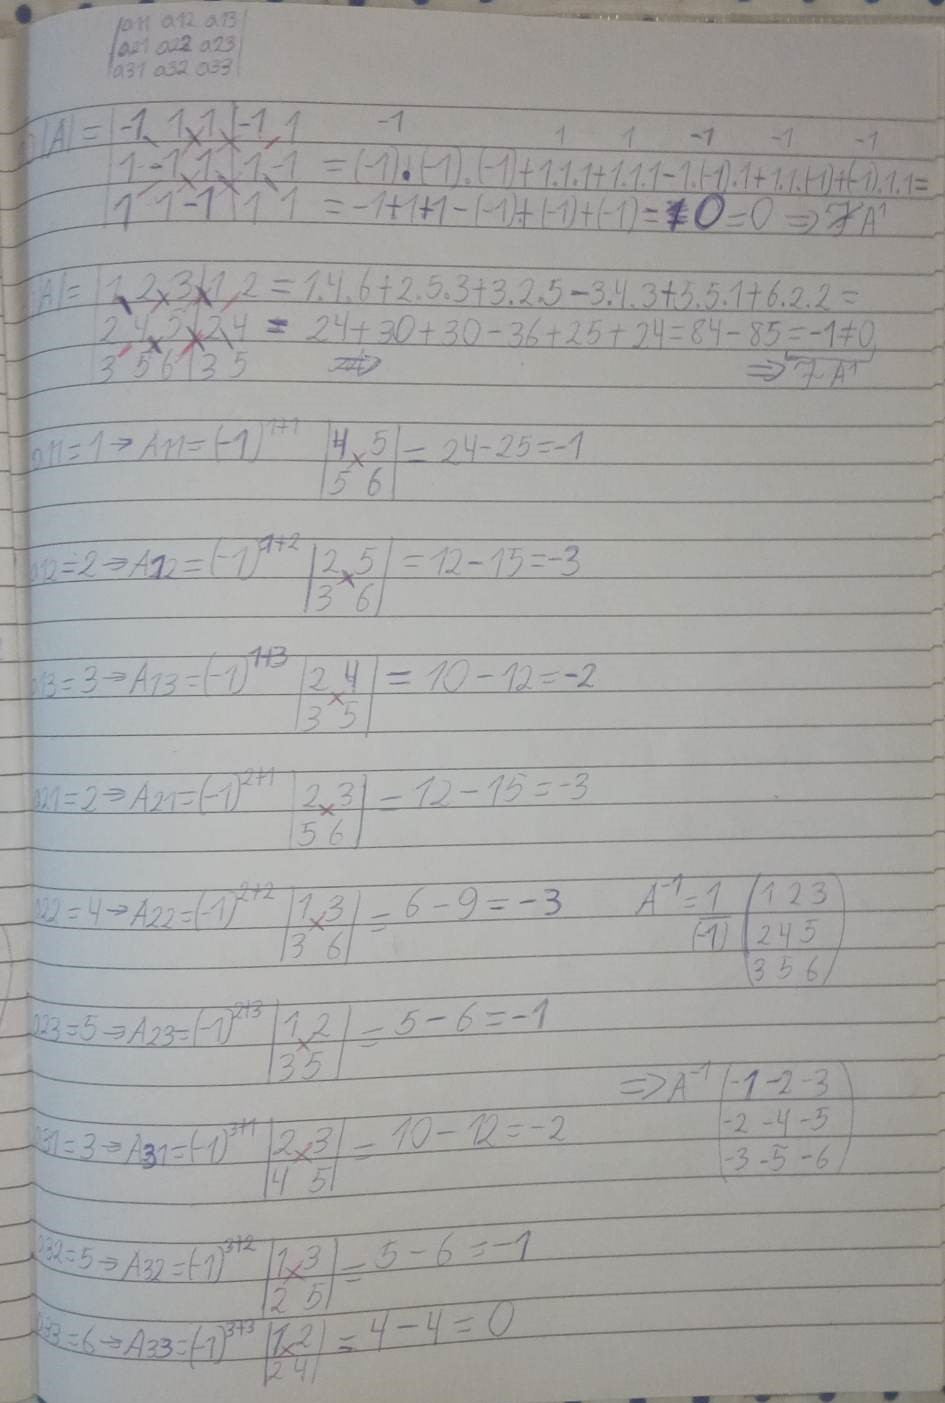 |a11 a12 a13|
|a21 a22 a23|
|a31 a32 a33|
|A| = |-1 1 1| -1 1 -1 1 1 -1 -1 -1
|1 -1 1| 1 -1 = (-1).(-1).(-1)+1.1.1+1.1.1-1.(-1).1+1.1.(-1)+(-1).1.1=
|1 1 -1| 1 1 = -1+1+1-(-1)+(-1)+(-1)= 0=0 ⇒ A¹
A| = |1 2 3| 1 2 = 1.4.6+2.5.3+3.2.5-3.4.3+5.5.1+6.2.2=
|2 4 5| 2 4 = 24+30+30-36+25+24=84-85=-1≠0
|3 5 6| 3 5 ⇒ ⇒ A¹
a11=1→A11=(-1)^1+1 |4 5| = 24-25=-1
|5 6|
a12=2→A12=(-1)^1+2 |2 5| = 12-15=-3
|3 6|
a13=3→A13=(-1)^1+3 |2 4| = 10-12=-2
|3 5|
a21=2→A21=(-1)^2+1 |2 3| = 12-15=-3
|5 6|
a22=4→A22=(-1)^2+2 |1 3| = 6-9=-3
|3 6|
A^-1 = 1/(-1) (1 2 3)
(2 4 5)
(3 5 6)
a23=5→A23=(-1)^2+3 |1 2| = 5-6=-1
|3 5|
⇒A^-1 (-1 -2 -3)
(-2 -4 -5)
(-3 -5 -6)
a31=3→A31=(-1)^3+1 |2 3| = 10-12=-2
|4 5|
a32=5→A32=(-1)^3+2 |1 3| = 5-6=-1
|2 5|
a33=6→A33=(-1)^3+3 |1 2| = 4-4=0
|2 4|